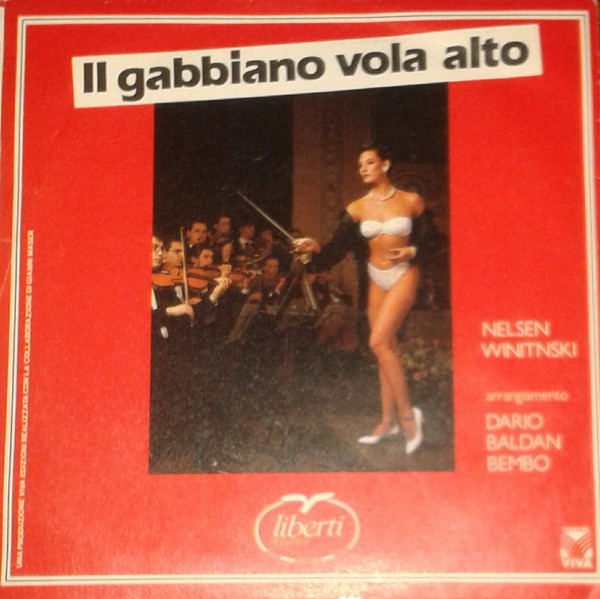 Il gabbiano vola alto
NELSEN
WINITNSKI
arrangiamento
DARIO
BALDAN
BEMBO
UNA PRODUZIONE VIVA EDIZIONI REALIZZATA CON LA COLLABORAZIONE DI GIANNI MASER
liberti
VIVA